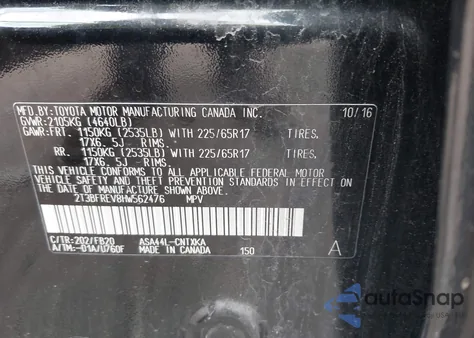 MFD.BY: TOYOTA MOTOR MANUFACTURING CANADA INC. 10/16
GVWR: 2105KG (4640LB)
GAWR: FRT. 1150KG (2535LB) WITH 225/65R17 TIRES.
17X6. 5J RIMS.
RR. 1150KG (2535LB) WITH 225/65R17 TIRES.
17X6. 5J RIMS.
THIS VEHICLE CONFORMS TO ALL APPLICABLE FEDERAL MOTOR
VEHICLE SAFETY AND THEFT PREVENTION STANDARDS IN EFFECT ON
THE DATE OF MANUFACTURE SHOWN ABOVE.
2T3BFREV8HW562476 MPV
C/TR: 202/FB20 ASA44L-CNTXKA
A/TM: -01A/U760F MADE IN CANADA 150 A
autoSnap